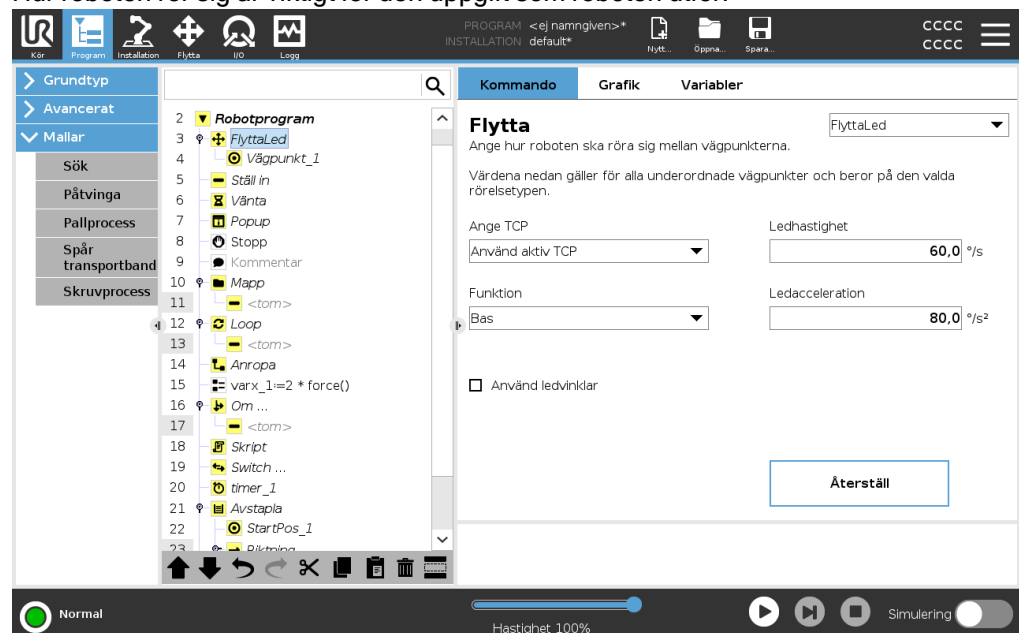 PROGRAM <ej namngiven>*
INSTALLATION default*
Kör
Program
Installation
Flytta
I/O
Logg
Nytt...
Öppna...
Spara...
CCCC
CCCC
Grundtyp
Avancerat
Mallar
Sök
Påtvinga
Pallprocess
Spår
transportband
Skruvprocess
2 Robotprogram
3 FlyttaLed
4 Vägpunkt_1
5 Ställ in
6 Vänta
7 Popup
8 Stopp
9 Kommentar
10 Mapp
11 <tom>
12 Loop
13 <tom>
14 Anropa
15 varx_1:=2 * force()
16 Om ...
17 <tom>
18 Skript
19 Switch ...
20 timer_1
21 Avstapla
22 StartPos_1
23 Riktning
Kommando
Grafik
Variabler
Flytta
FlyttaLed
Ange hur roboten ska röra sig mellan vägpunkterna.
Värdena nedan gäller för alla underordnade vägpunkter och beror på den valda
rörelsetypen.
Ange TCP
Ledhastighet
Använd aktiv TCP
60,0 °/s
Funktion
Ledacceleration
Bas
80,0 °/s²
Använd ledvinklar
Återställ
Normal
Hastighet 100%
Simulering